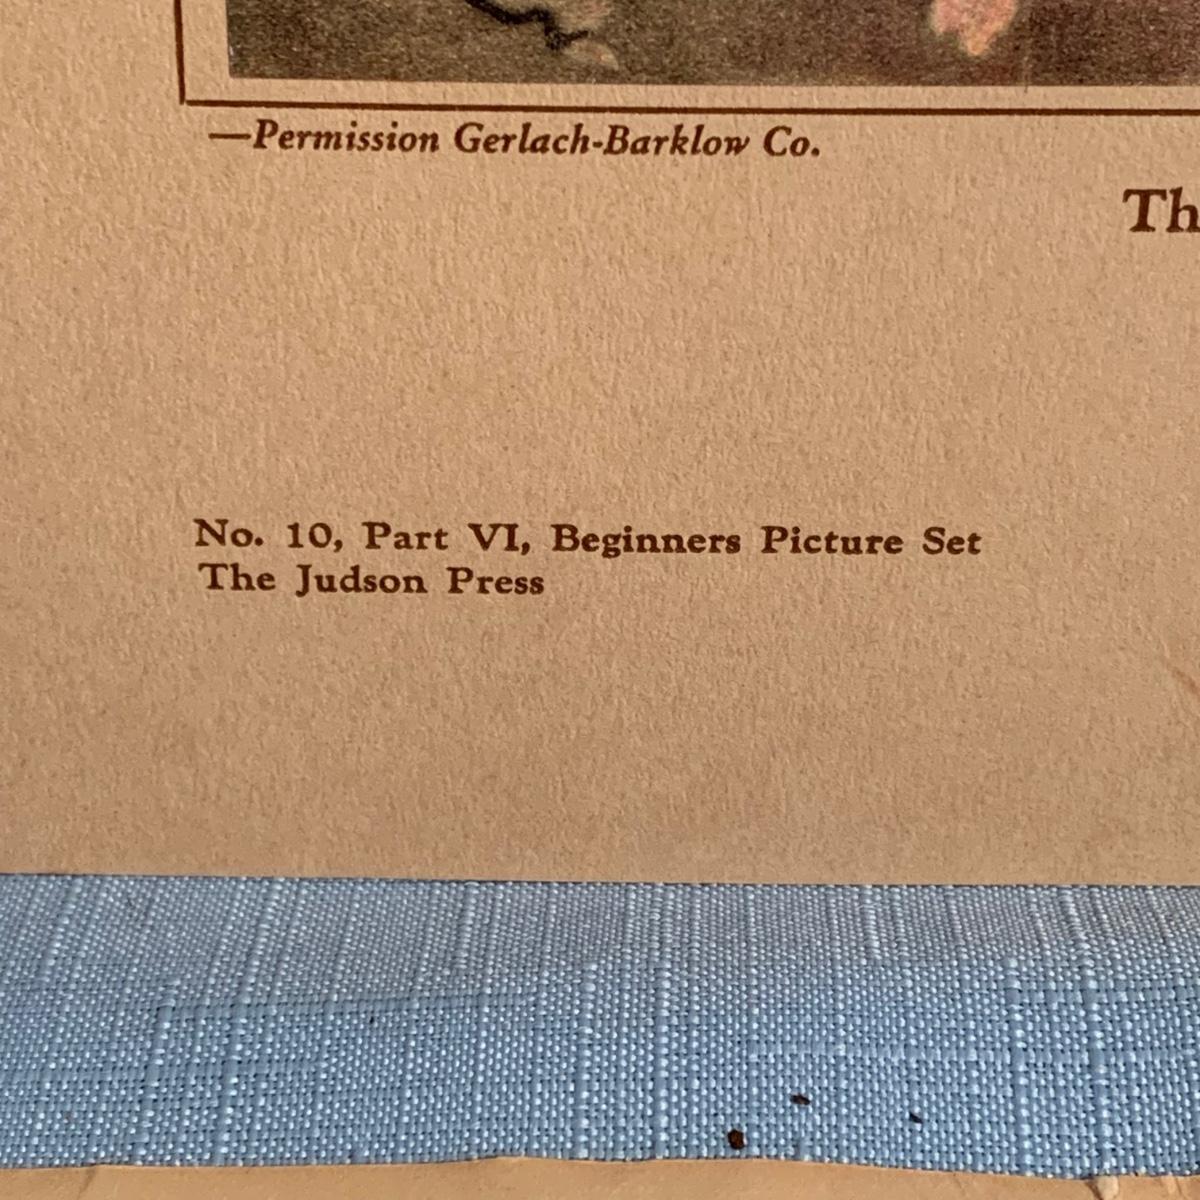 —Permission Gerlach-Barklow Co.
Th
No. 10, Part VI, Beginners Picture Set
The Judson Press